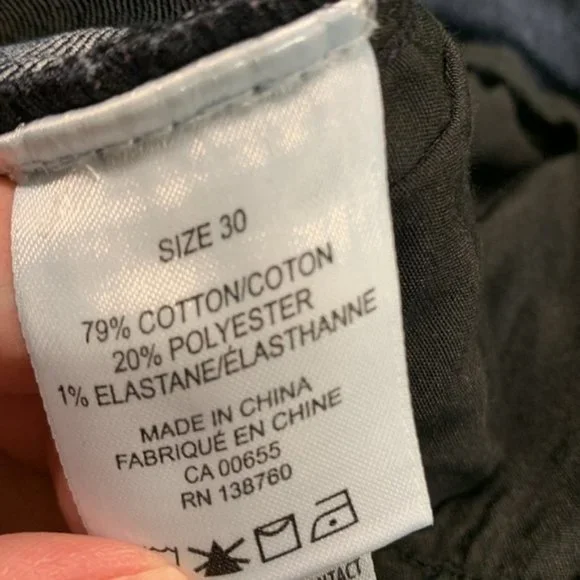 SIZE 30
79% COTTON/COTON
20% POLYESTER
1% ELASTANE/ÉLASTHANNE
MADE IN CHINA
FABRIQUÉ EN CHINE
CA 00655
RN 138760